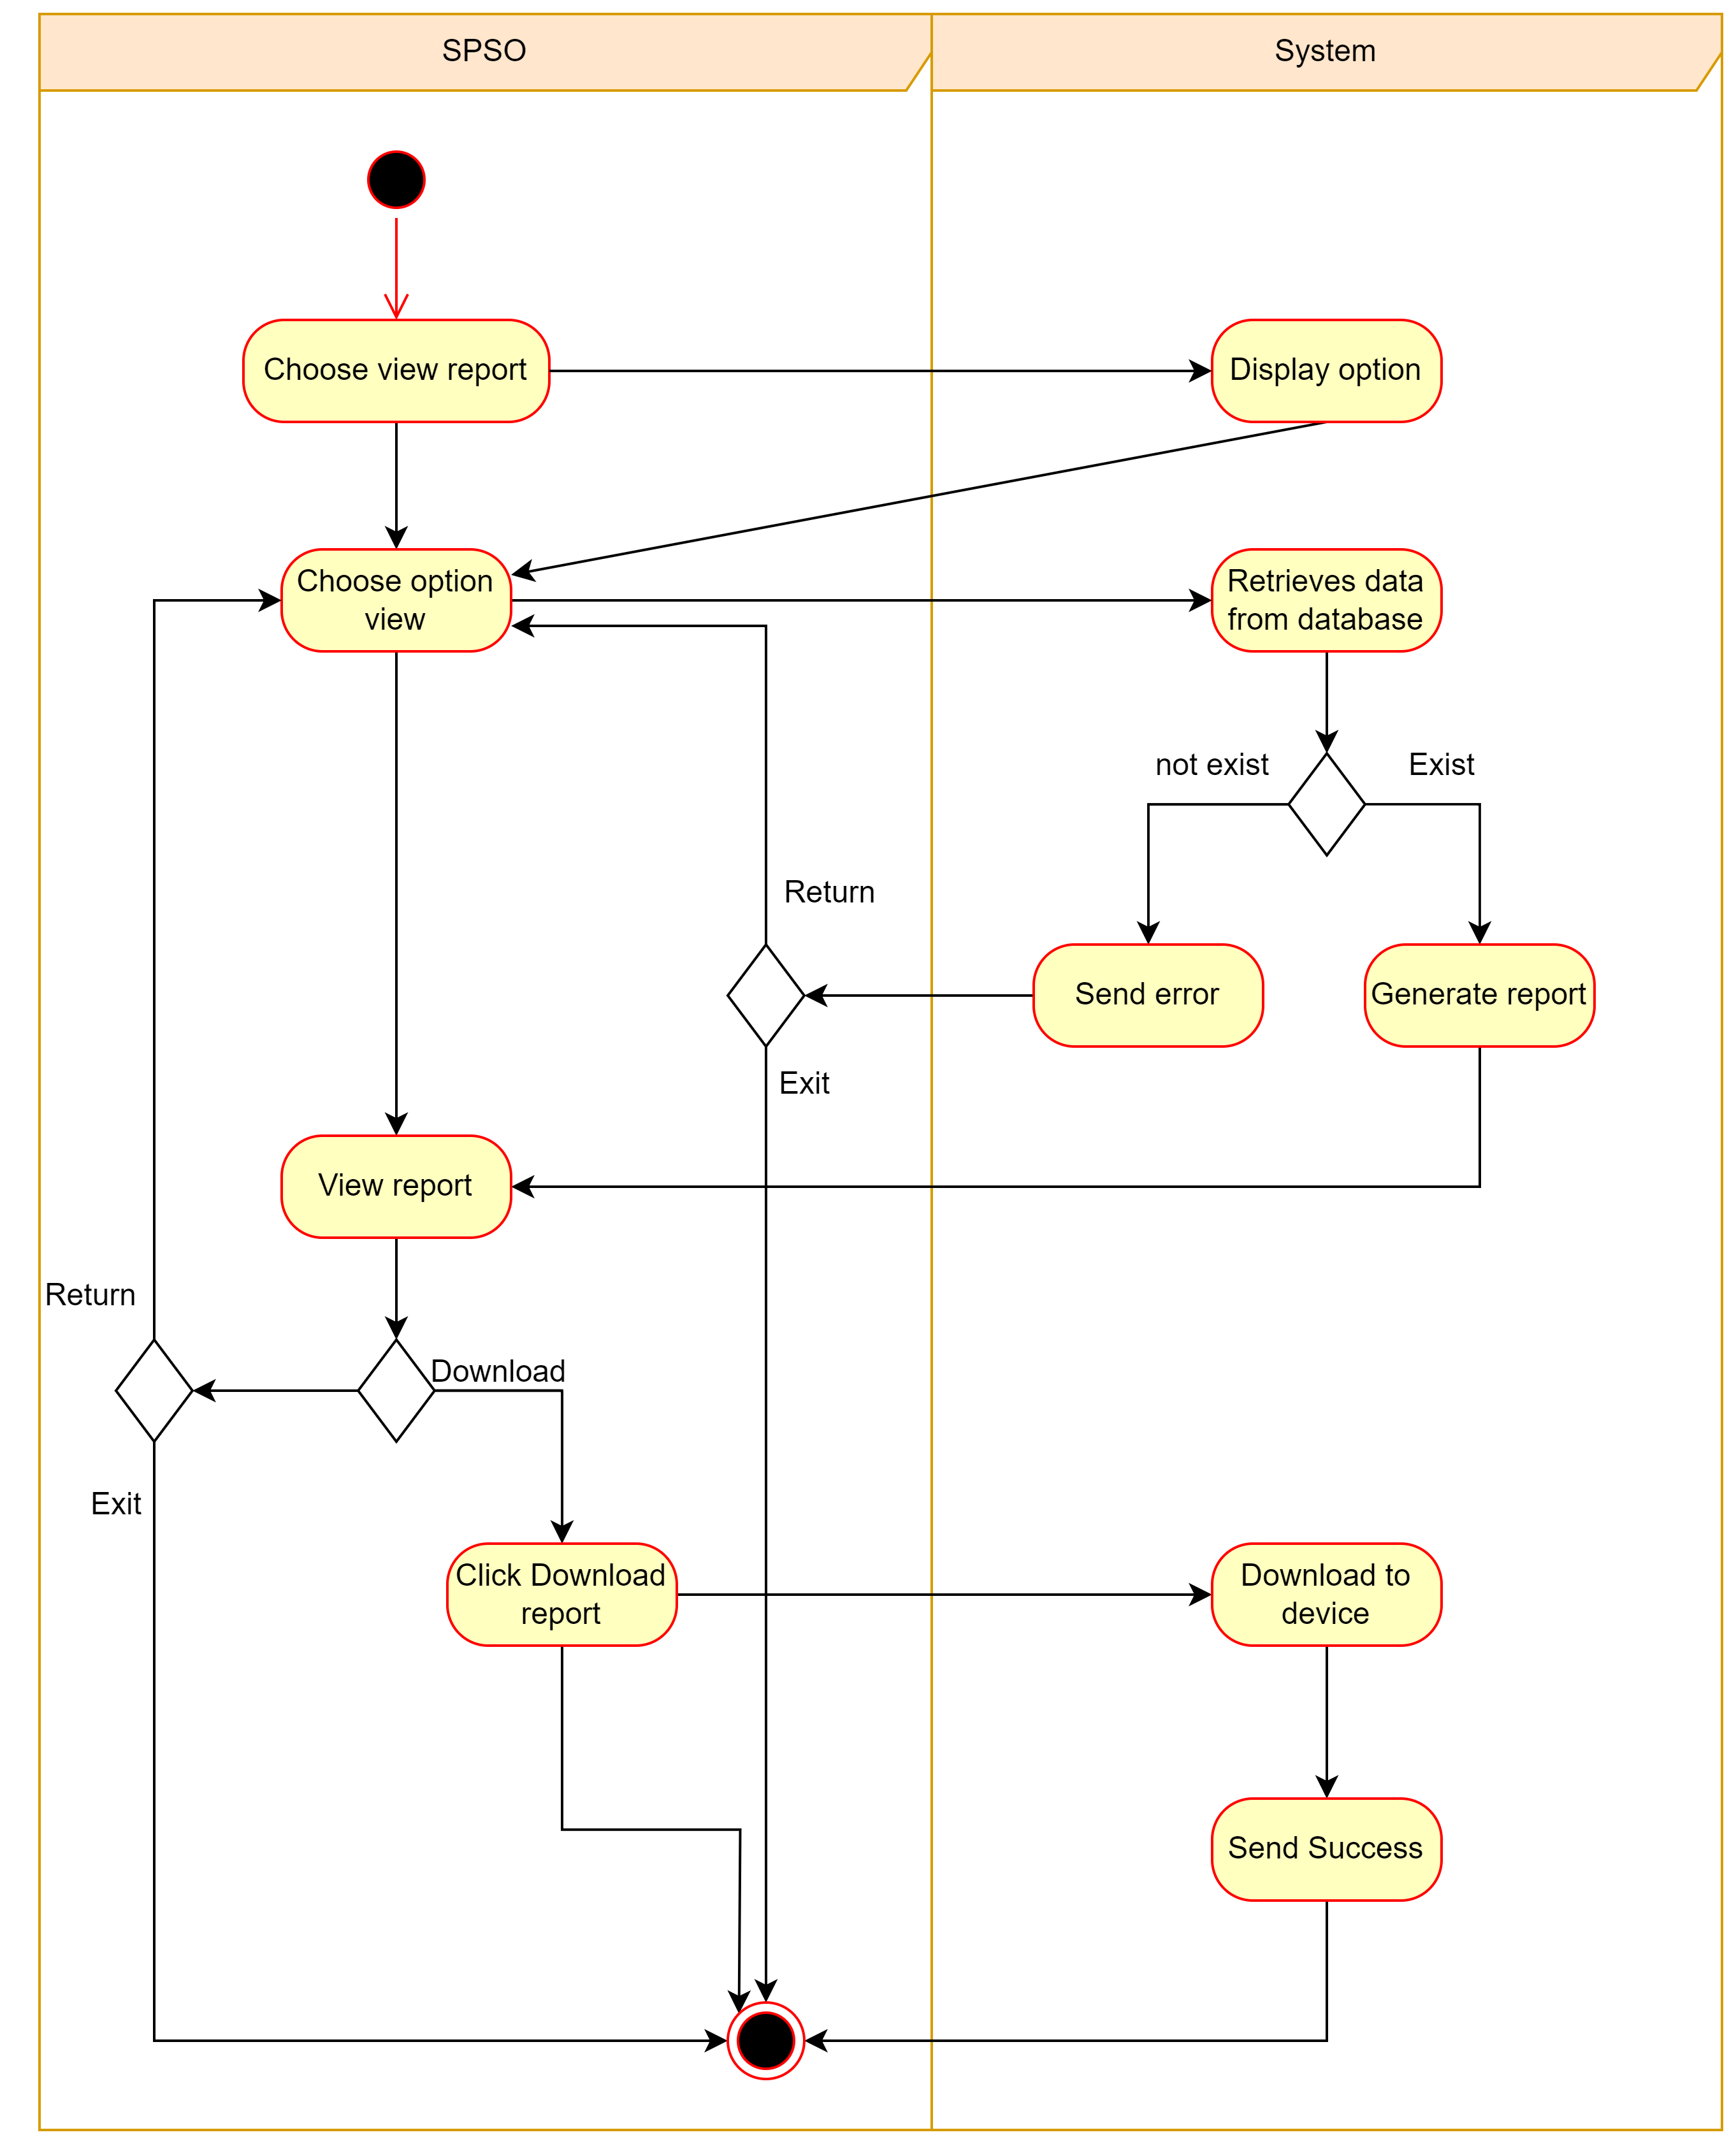 SPSO
System
Choose view report
Display option
Choose option
view
Retrieves data
from database
not exist
Exist
Return
Send error
Generate report
Exit
View report
Return
Download
Exit
Click Download
report
Download to
device
Send Success